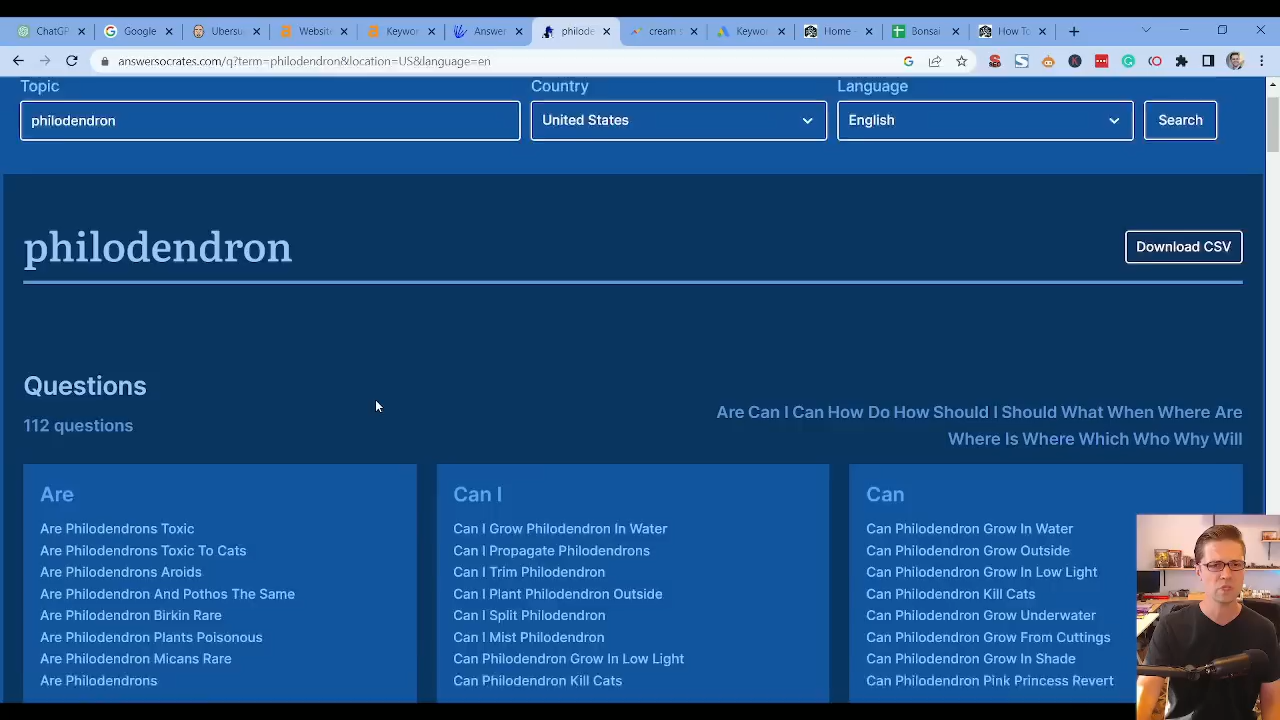 ChatGP
Google
Ubersu
Websit
Keywor
Answer
philode
cream s
Keywor
Home -
Bonsai
How To
answersocrates.com/q?term=philodendron&location=US&language=en
Topic
Country
Language
philodendron
United States
English
Search
philodendron
Download CSV
Questions
112 questions
Are Can I Can How Do How Should I Should What When Where Are
Where Is Where Which Who Why Will
Are
Are Philodendrons Toxic
Are Philodendrons Toxic To Cats
Are Philodendrons Aroids
Are Philodendron And Pothos The Same
Are Philodendron Birkin Rare
Are Philodendron Plants Poisonous
Are Philodendron Micans Rare
Are Philodendrons
Can I
Can I Grow Philodendron In Water
Can I Propagate Philodendrons
Can I Trim Philodendron
Can I Plant Philodendron Outside
Can I Split Philodendron
Can I Mist Philodendron
Can Philodendron Grow In Low Light
Can Philodendron Kill Cats
Can
Can Philodendron Grow In Water
Can Philodendron Grow Outside
Can Philodendron Grow In Low Light
Can Philodendron Kill Cats
Can Philodendron Grow Underwater
Can Philodendron Grow From Cuttings
Can Philodendron Grow In Shade
Can Philodendron Pink Princess Revert